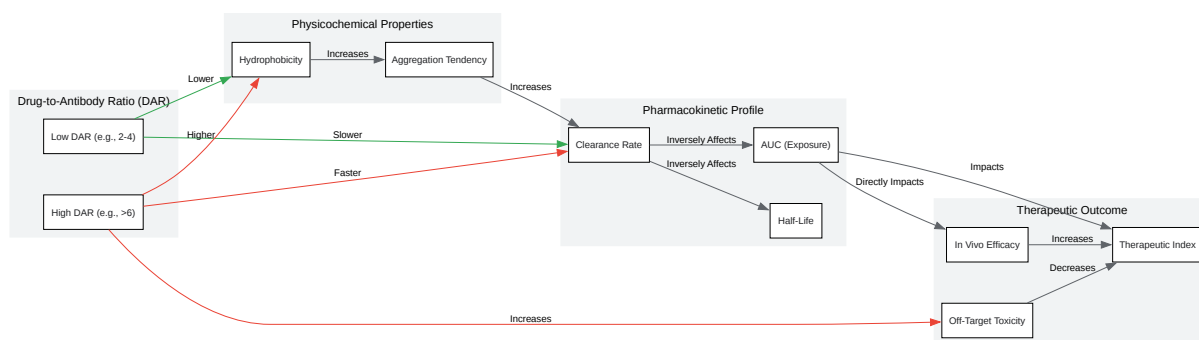 Physicochemical Properties
Hydrophobicity
Increases
Aggregation Tendency
Lower
Increases
Drug-to-Antibody Ratio (DAR)
Low DAR (e.g., 2-4)
Higher
Slower
Faster
High DAR (e.g., >6)
Increases
Pharmacokinetic Profile
Clearance Rate
Inversely Affects
Inversely Affects
AUC (Exposure)
Half-Life
Impacts
Directly Impacts
Therapeutic Outcome
In Vivo Efficacy
Increases
Therapeutic Index
Decreases
Off-Target Toxicity